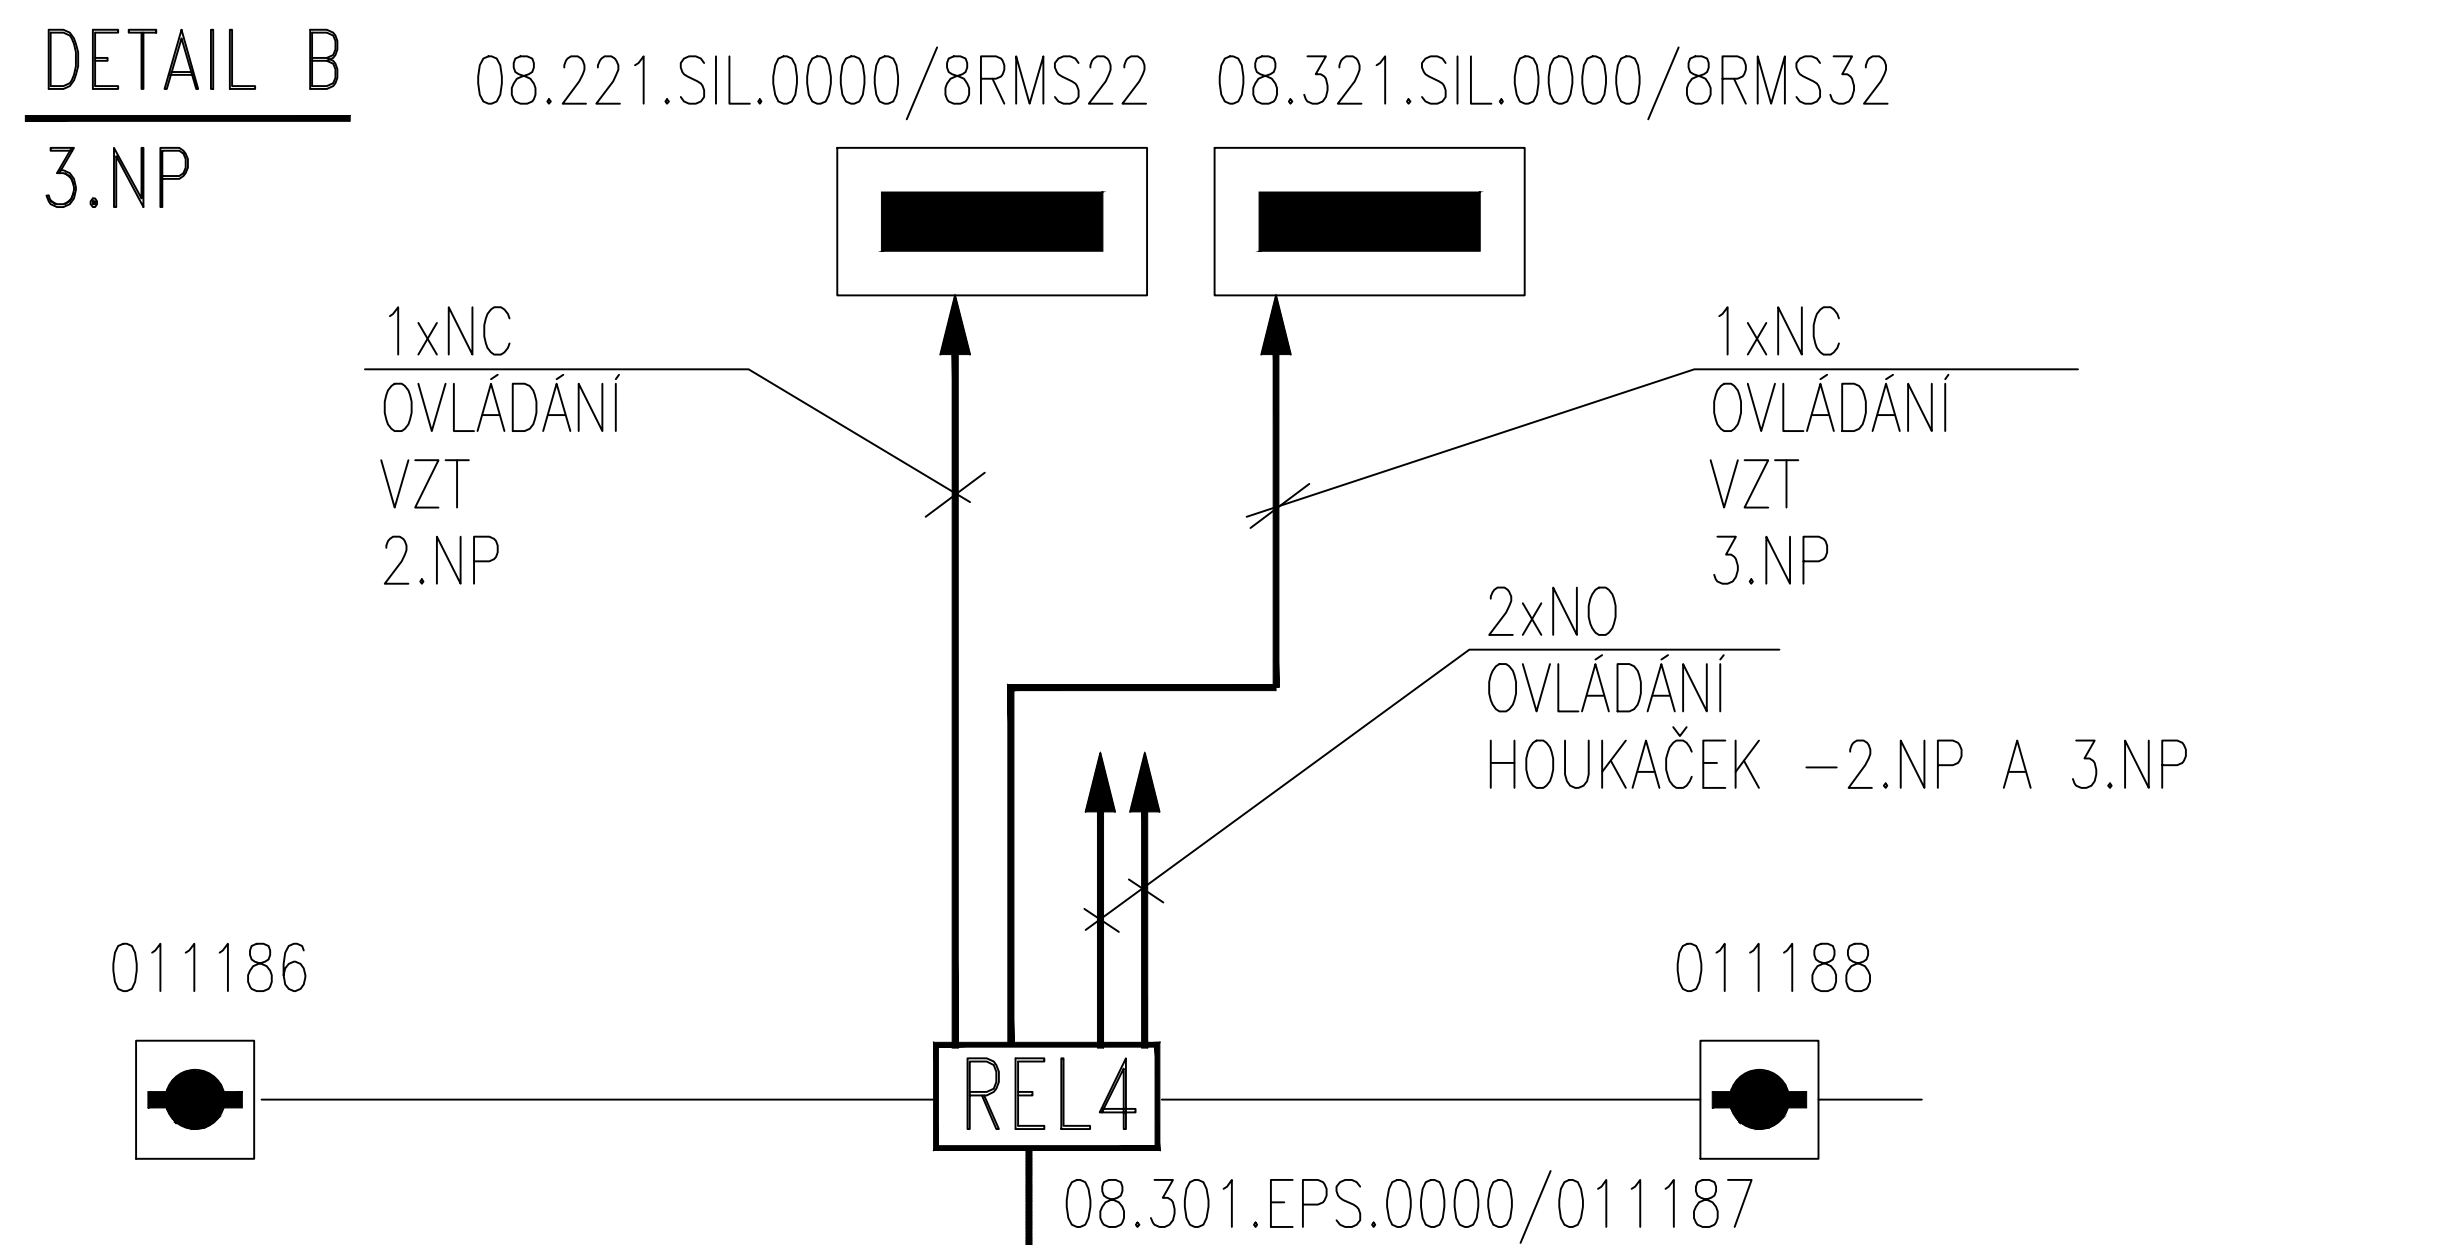 DETAIL B
3.NP
08.221.SIL.0000/8RMS22
08.321.SIL.0000/8RMS32
1xNC
OVLÁDÁNÍ
VZT
2.NP
1xNC
OVLÁDÁNÍ
VZT
3.NP
2xNO
OVLÁDÁNÍ
HOUKAČEK -2.NP A 3.NP
011186
011188
REL4
08.301.EPS.0000/011187